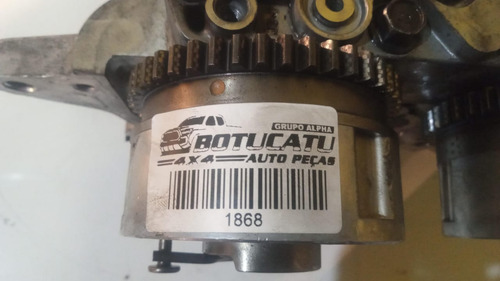 GRUPO ALPHA
BOTUCATU
4X4 AUTO PEÇAS
1868